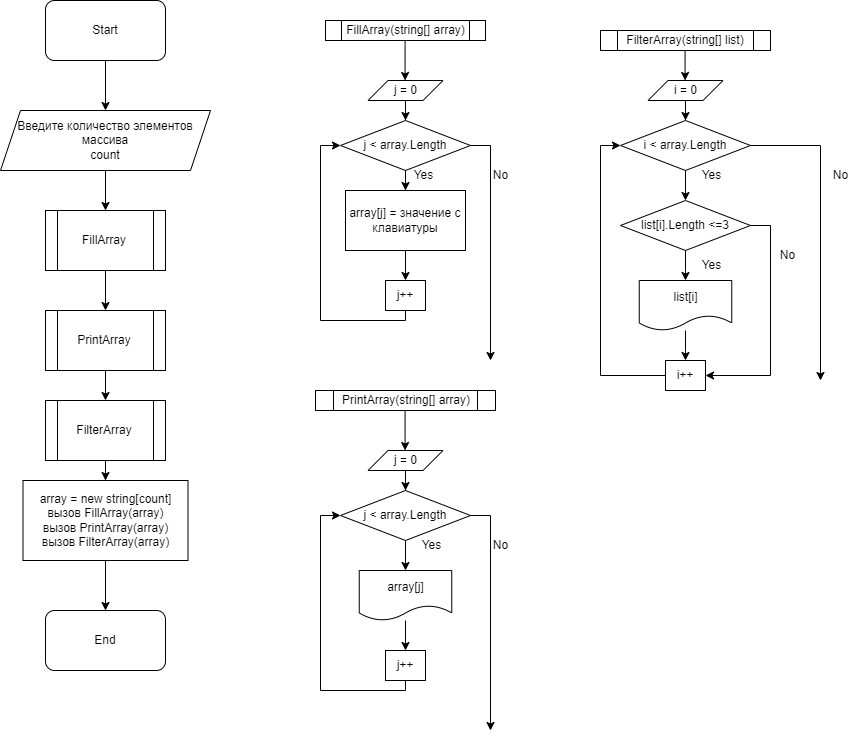 Start
Введите количество элементов
массива
count
FillArray
PrintArray
FilterArray
array = new string[count]
вызов FillArray(array)
вызов PrintArray(array)
вызов FilterArray(array)
End
FillArray(string[] array)
j = 0
j < array.Length
Yes
No
array[j] = значение с
клавиатуры
j++
PrintArray(string[] array)
j = 0
j < array.Length
Yes
No
array[j]
j++
FilterArray(string[] list)
i = 0
i < array.Length
Yes
No
list[i].Length <=3
No
Yes
list[i]
i++